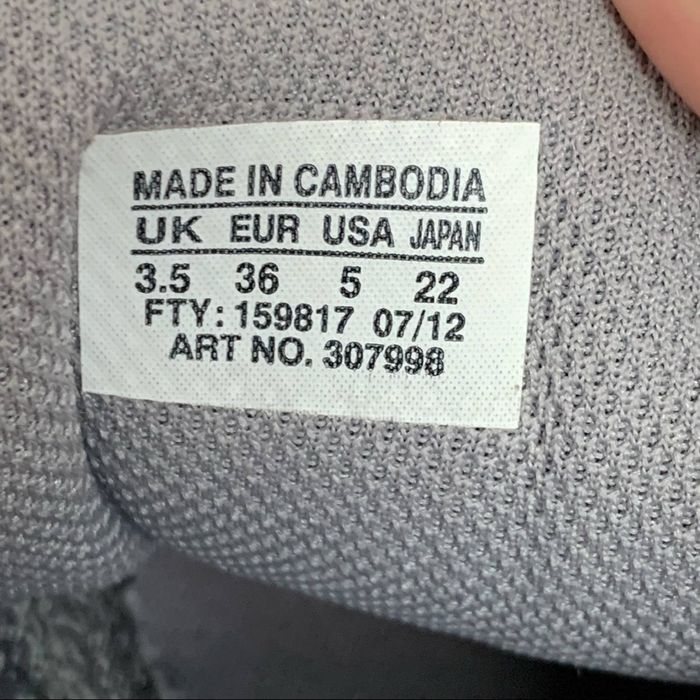 MADE IN CAMBODIA
UK EUR USA JAPAN
3.5 36 5 22
FTY: 159817 07/12
ART NO. 307998